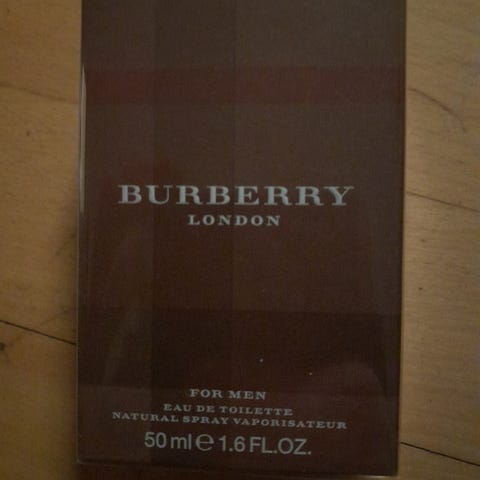 BURBERRY
LONDON
FOR MEN
EAU DE TOILETTE
NATURAL SPRAY VAPORISATEUR
50 ml e 1.6 FL.OZ.